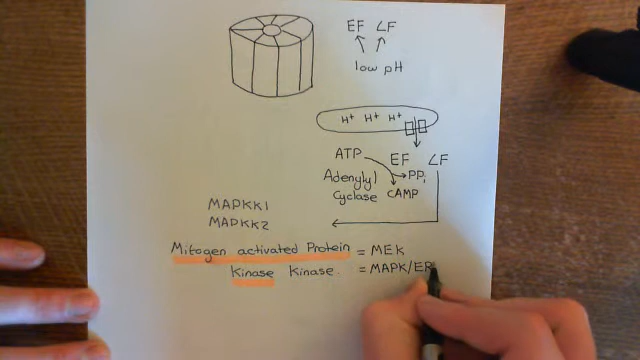 EF LF
low pH
H+ H+ H+
ATP EF LF
Adenylyl PPi
Cyclase cAMP
MAPKK1
MAPKK2
Mitogen activated Protein = MEK
Kinase Kinase. = MAPK/ER